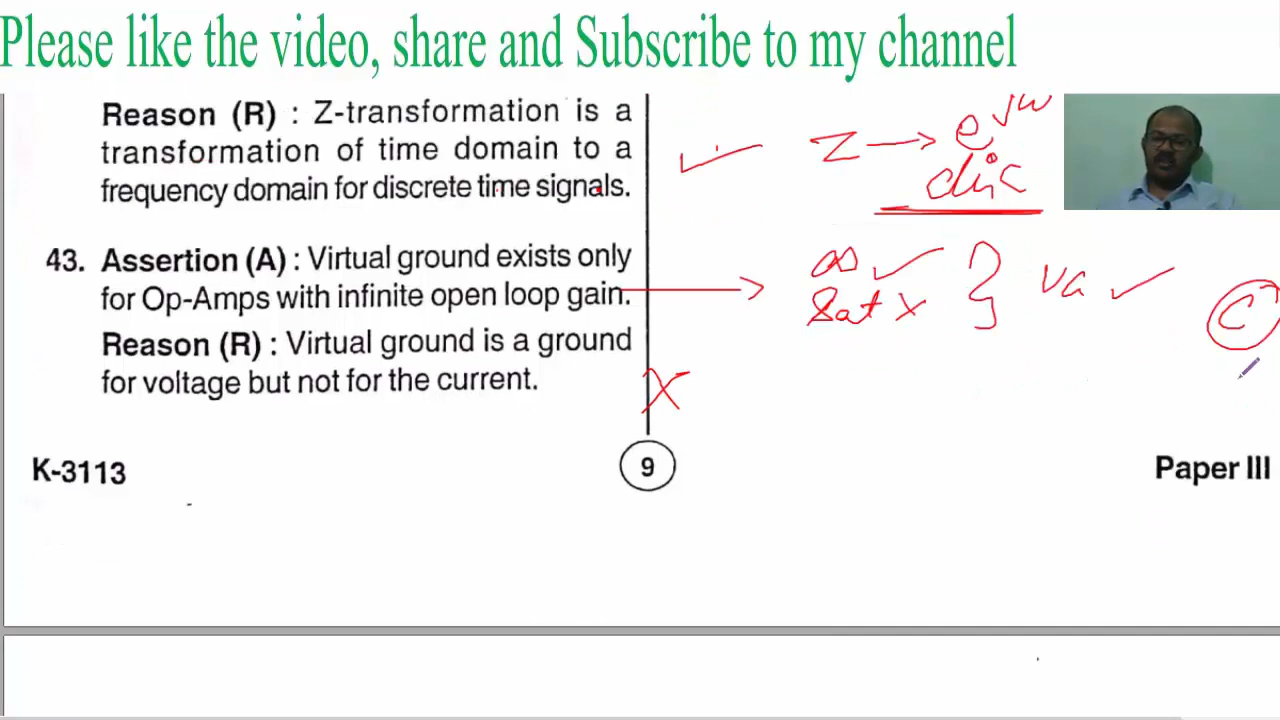 Please like the video, share and Subscribe to my channel
Reason (R) : Z-transformation is a
transformation of time domain to a
frequency domain for discrete time signals.
Z → e^jω
43. Assertion (A) : Virtual ground exists only
for Op-Amps with infinite open loop gain.
Reason (R) : Virtual ground is a ground
for voltage but not for the current.
∞ ✓
Sat ×
C
K-3113
9
Paper III